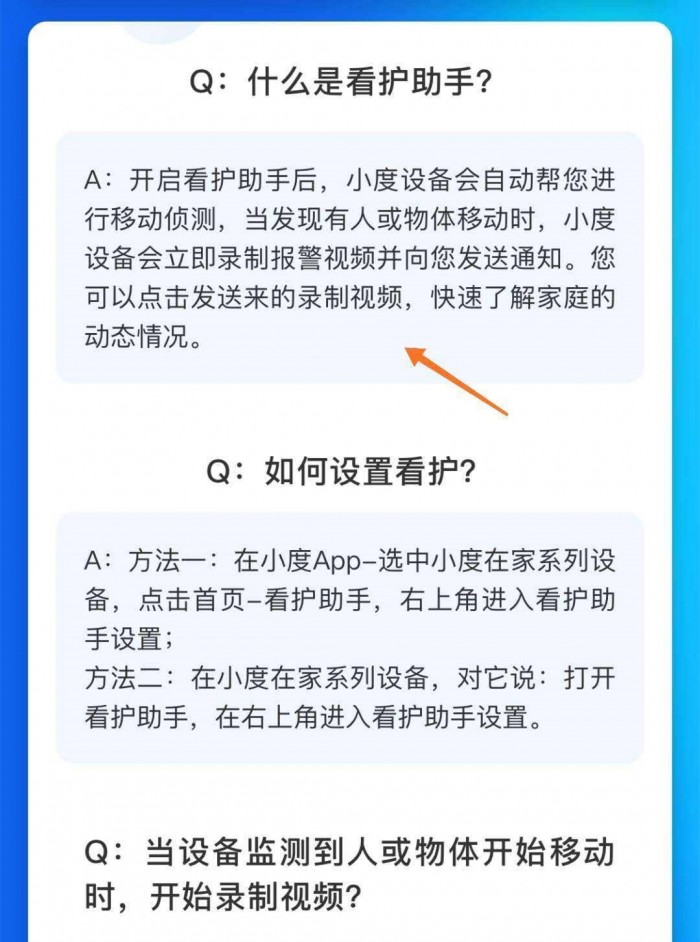 Q：什么是看护助手？
A：开启看护助手后，小度设备会自动帮您进
行移动侦测，当发现有人或物体移动时，小度
设备会立即录制报警视频并向您发送通知。您
可以点击发送来的录制视频，快速了解家庭的
动态情况。
Q：如何设置看护？
A：方法一：在小度App-选中小度在家系列设
备，点击首页-看护助手，右上角进入看护助
手设置；
方法二：在小度在家系列设备，对它说：打开
看护助手，在右上角进入看护助手设置。
Q：当设备监测到人或物体开始移动
时，开始录制视频？